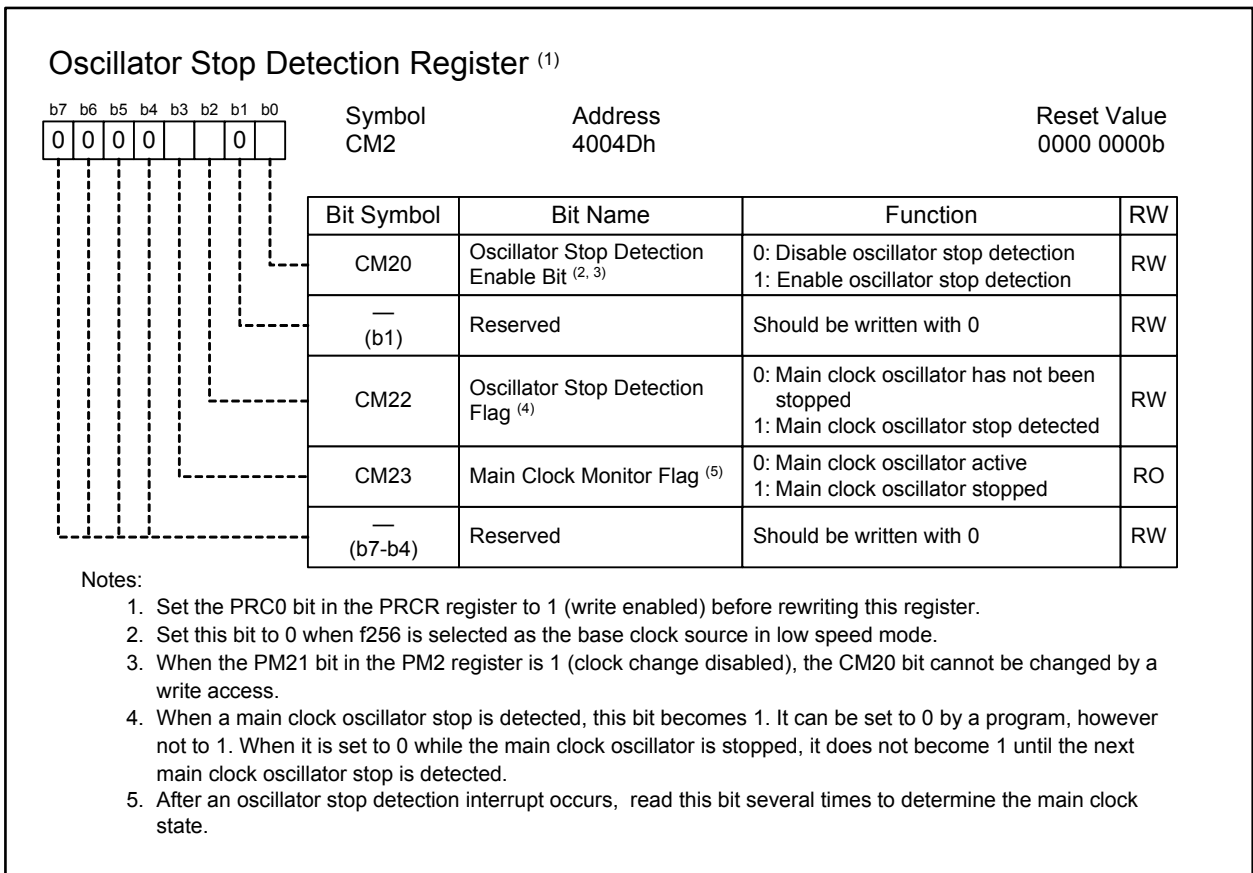 Oscillator Stop Detection Register (1)
b7 b6 b5 b4 b3 b2 b1 b0
0 0 0 0 0
Symbol Address Reset Value
CM2 4004Dh 0000 0000b
Bit Symbol Bit Name Function RW
CM20 Oscillator Stop Detection Enable Bit (2, 3) 0: Disable oscillator stop detection
1: Enable oscillator stop detection RW
— (b1) Reserved Should be written with 0 RW
CM22 Oscillator Stop Detection Flag (4) 0: Main clock oscillator has not been stopped
1: Main clock oscillator stop detected RW
CM23 Main Clock Monitor Flag (5) 0: Main clock oscillator active
1: Main clock oscillator stopped RO
— (b7-b4) Reserved Should be written with 0 RW
Notes:
1. Set the PRC0 bit in the PRCR register to 1 (write enabled) before rewriting this register.
2. Set this bit to 0 when f256 is selected as the base clock source in low speed mode.
3. When the PM21 bit in the PM2 register is 1 (clock change disabled), the CM20 bit cannot be changed by a
write access.
4. When a main clock oscillator stop is detected, this bit becomes 1. It can be set to 0 by a program, however
not to 1. When it is set to 0 while the main clock oscillator is stopped, it does not become 1 until the next
main clock oscillator stop is detected.
5. After an oscillator stop detection interrupt occurs, read this bit several times to determine the main clock
state.